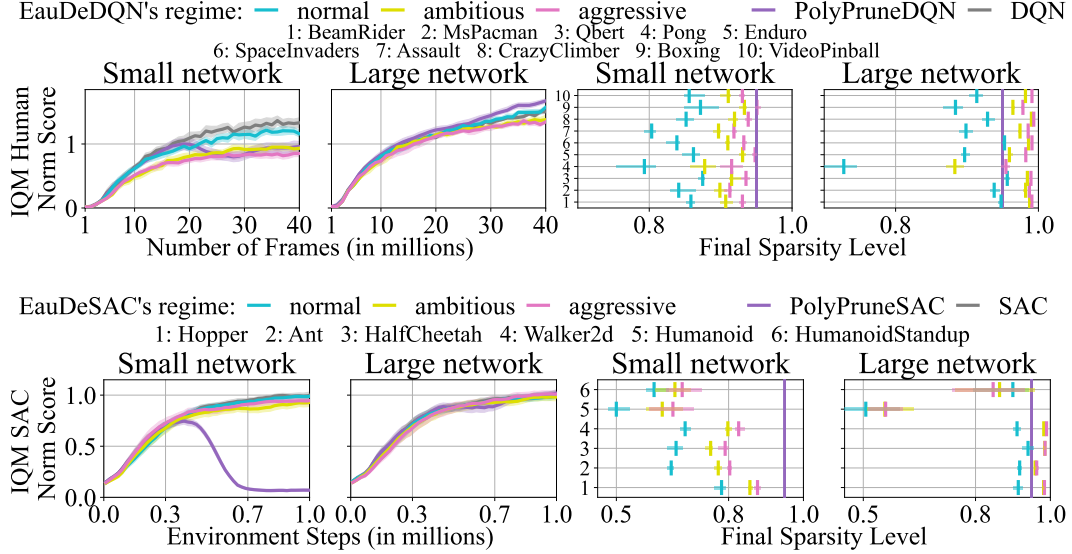 EauDeDQN's regime: normal ambitious aggressive PolyPruneDQN DQN
1: BeamRider 2: MsPacman 3: Qbert 4: Pong 5: Enduro
6: SpaceInvaders 7: Assault 8: CrazyClimber 9: Boxing 10: VideoPinball
Small network Large network Small network Large network
IQM Human
Norm Score
1
0
1 10 20 30 40
1 10 20 30 40
Number of Frames (in millions)
10
9
8
7
6
5
4
3
2
1
0.8 1.0
0.8 1.0
Final Sparsity Level
EauDeSAC's regime: normal ambitious aggressive PolyPruneSAC SAC
1: Hopper 2: Ant 3: HalfCheetah 4: Walker2d 5: Humanoid 6: HumanoidStandup
Small network Large network Small network Large network
IQM SAC
Norm Score
1.0
0.5
0.0
0.0 0.3 0.6 1.0
0.0 0.3 0.6 1.0
Environment Steps (in millions)
6
5
4
3
2
1
0.5 0.8 1.0
0.5 0.8 1.0
Final Sparsity Level